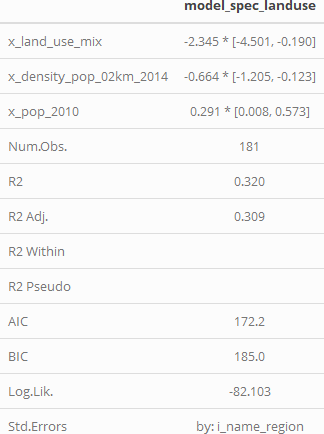 model_spec_landuse
x_land_use_mix -2.345 * [-4.501, -0.190]
x_density_pop_02km_2014 -0.664 * [-1.205, -0.123]
x_pop_2010 0.291 * [0.008, 0.573]
Num.Obs. 181
R2 0.320
R2 Adj. 0.309
R2 Within
R2 Pseudo
AIC 172.2
BIC 185.0
Log.Lik. -82.103
Std.Errors by: i_name_region